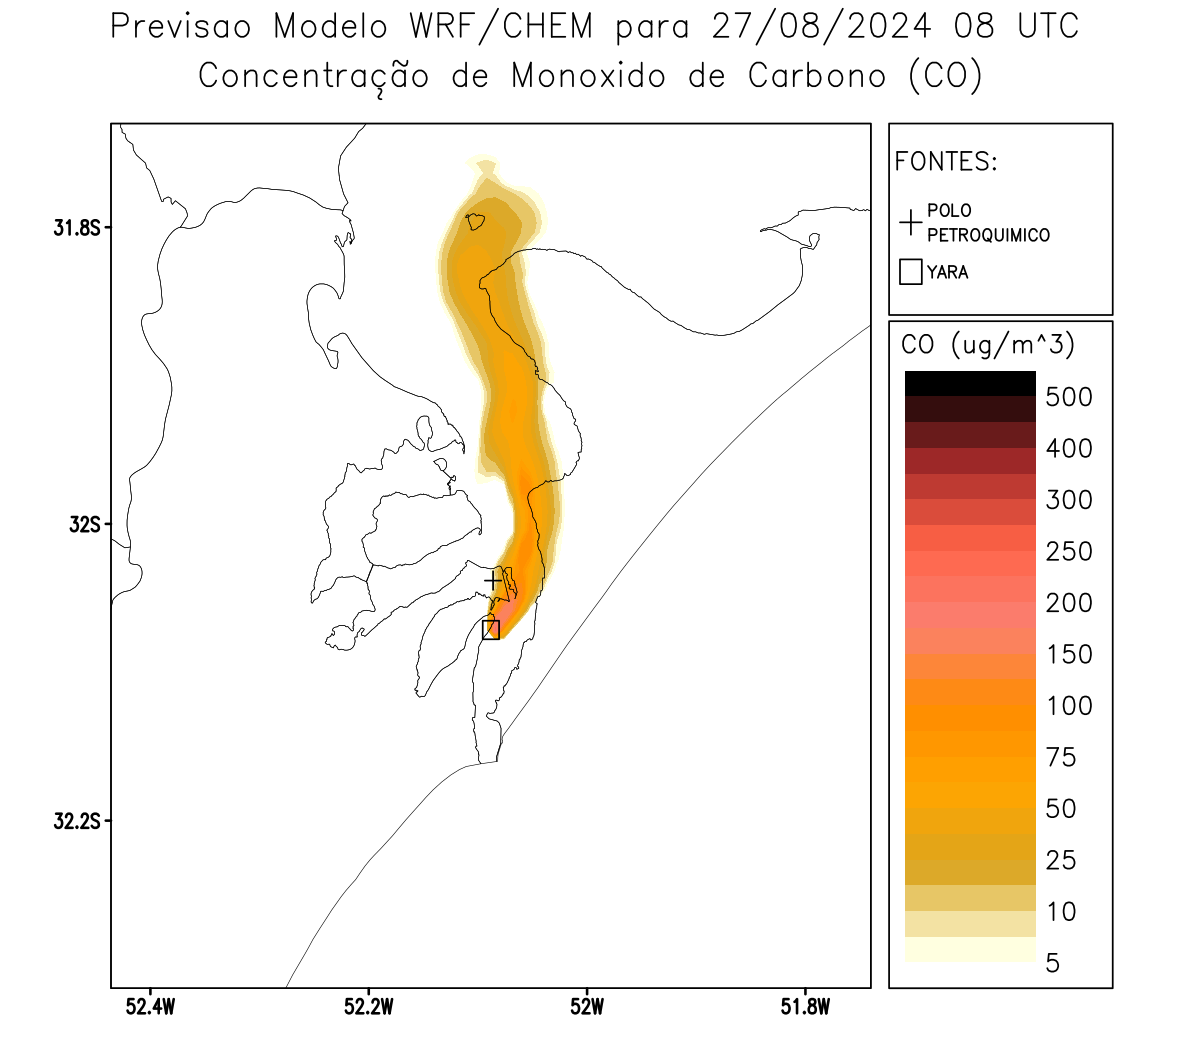 Previsao Modelo WRF/CHEM para 27/08/2024 08 UTC
Concentração de Monoxido de Carbono (CO)
FONTES:
POLO
PETROQUIMICO
YARA
CO (ug/m^3)
500
400
300
250
200
150
100
75
50
25
10
5
31.8S
32S
32.2S
52.4W
52.2W
52W
51.8W